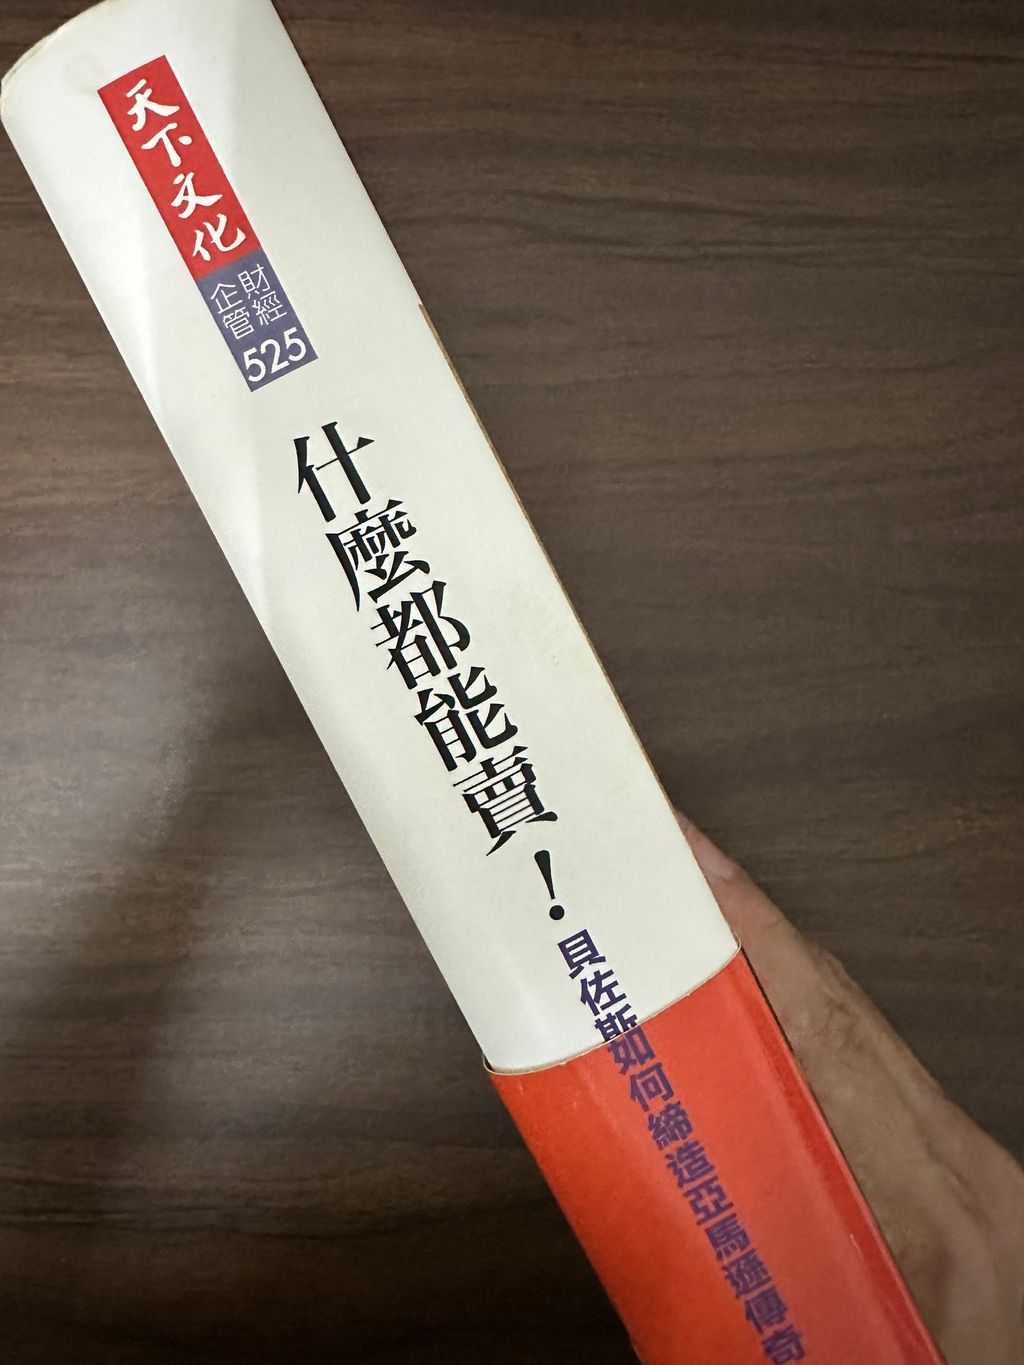 天下文化
財經
企管
525
什麼都能賣！
貝佐斯如何締造亞馬遜傳奇